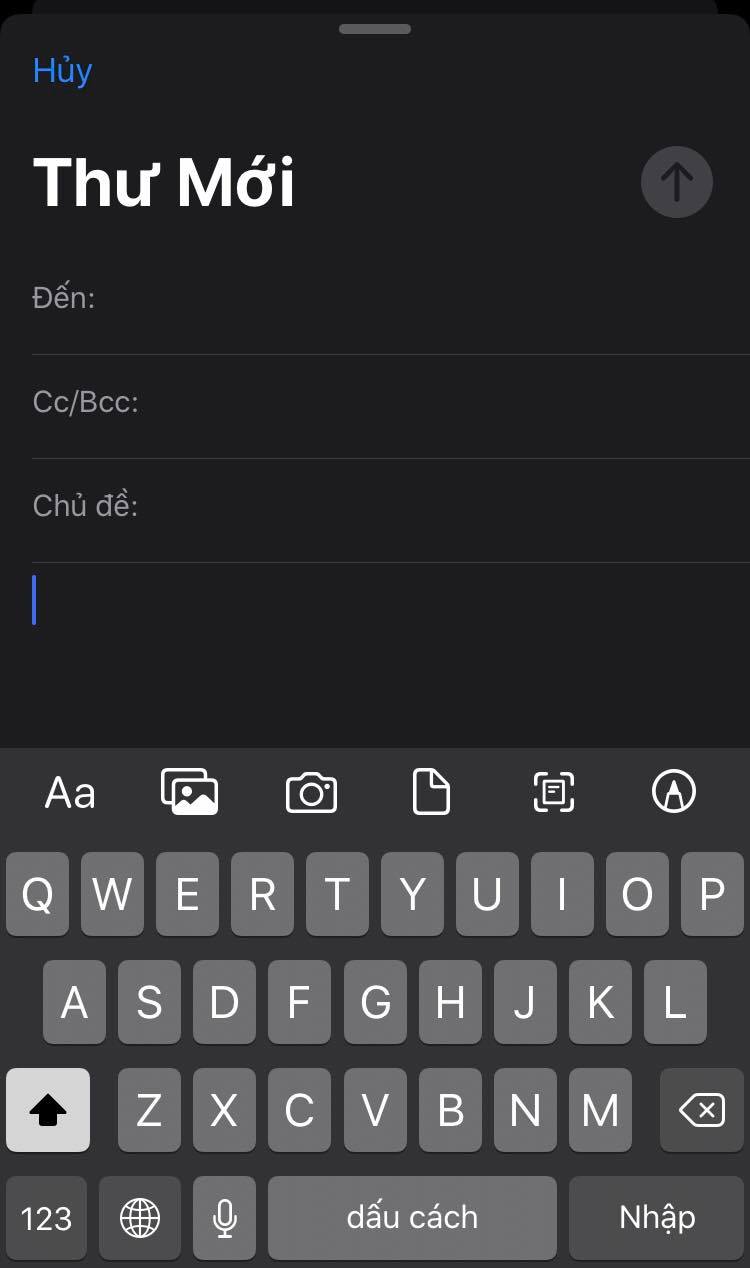 Hủy
Thư Mới
Đến:
Cc/Bcc:
Chủ đề:
Aa
Q W E R T Y U I O P
A S D F G H J K L
Z X C V B N M
123 dấu cách Nhập